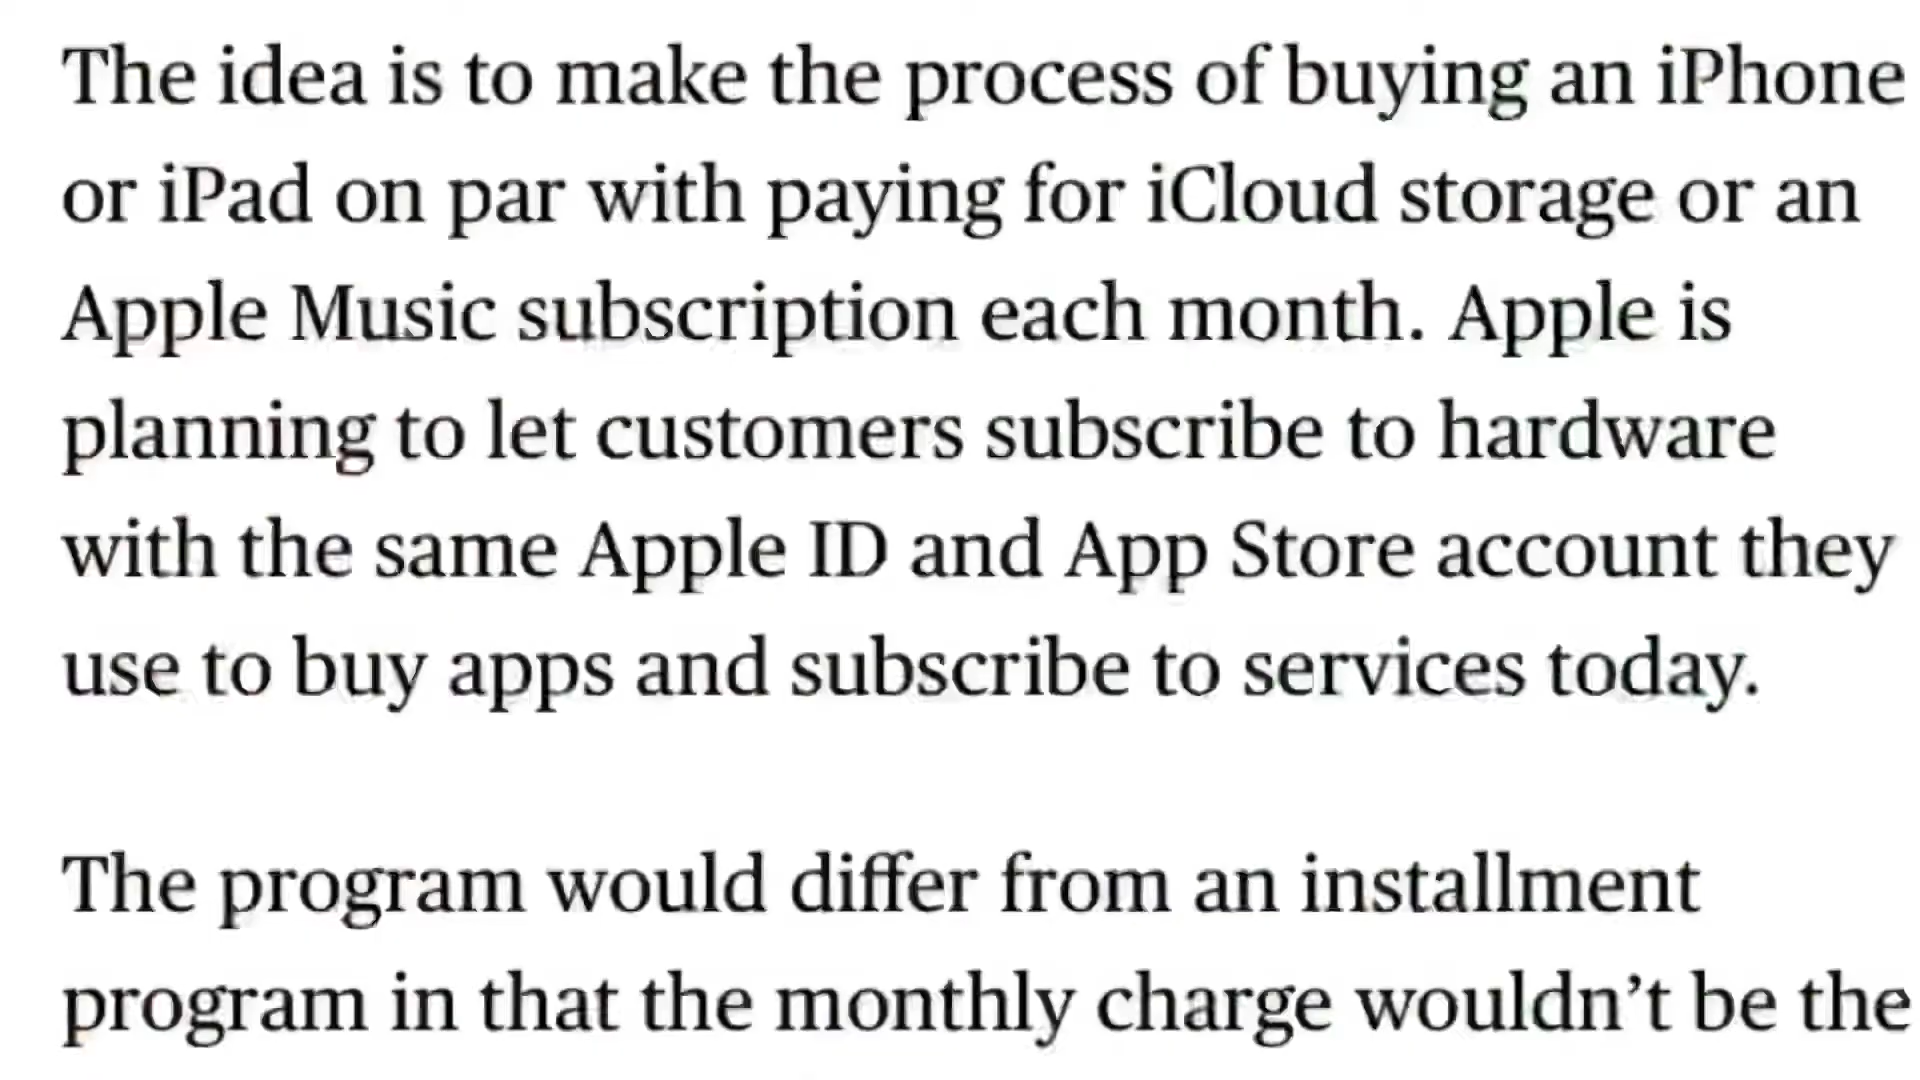 The idea is to make the process of buying an iPhone
or iPad on par with paying for iCloud storage or an
Apple Music subscription each month. Apple is
planning to let customers subscribe to hardware
with the same Apple ID and App Store account they
use to buy apps and subscribe to services today.
The program would differ from an installment
program in that the monthly charge wouldn’t be the